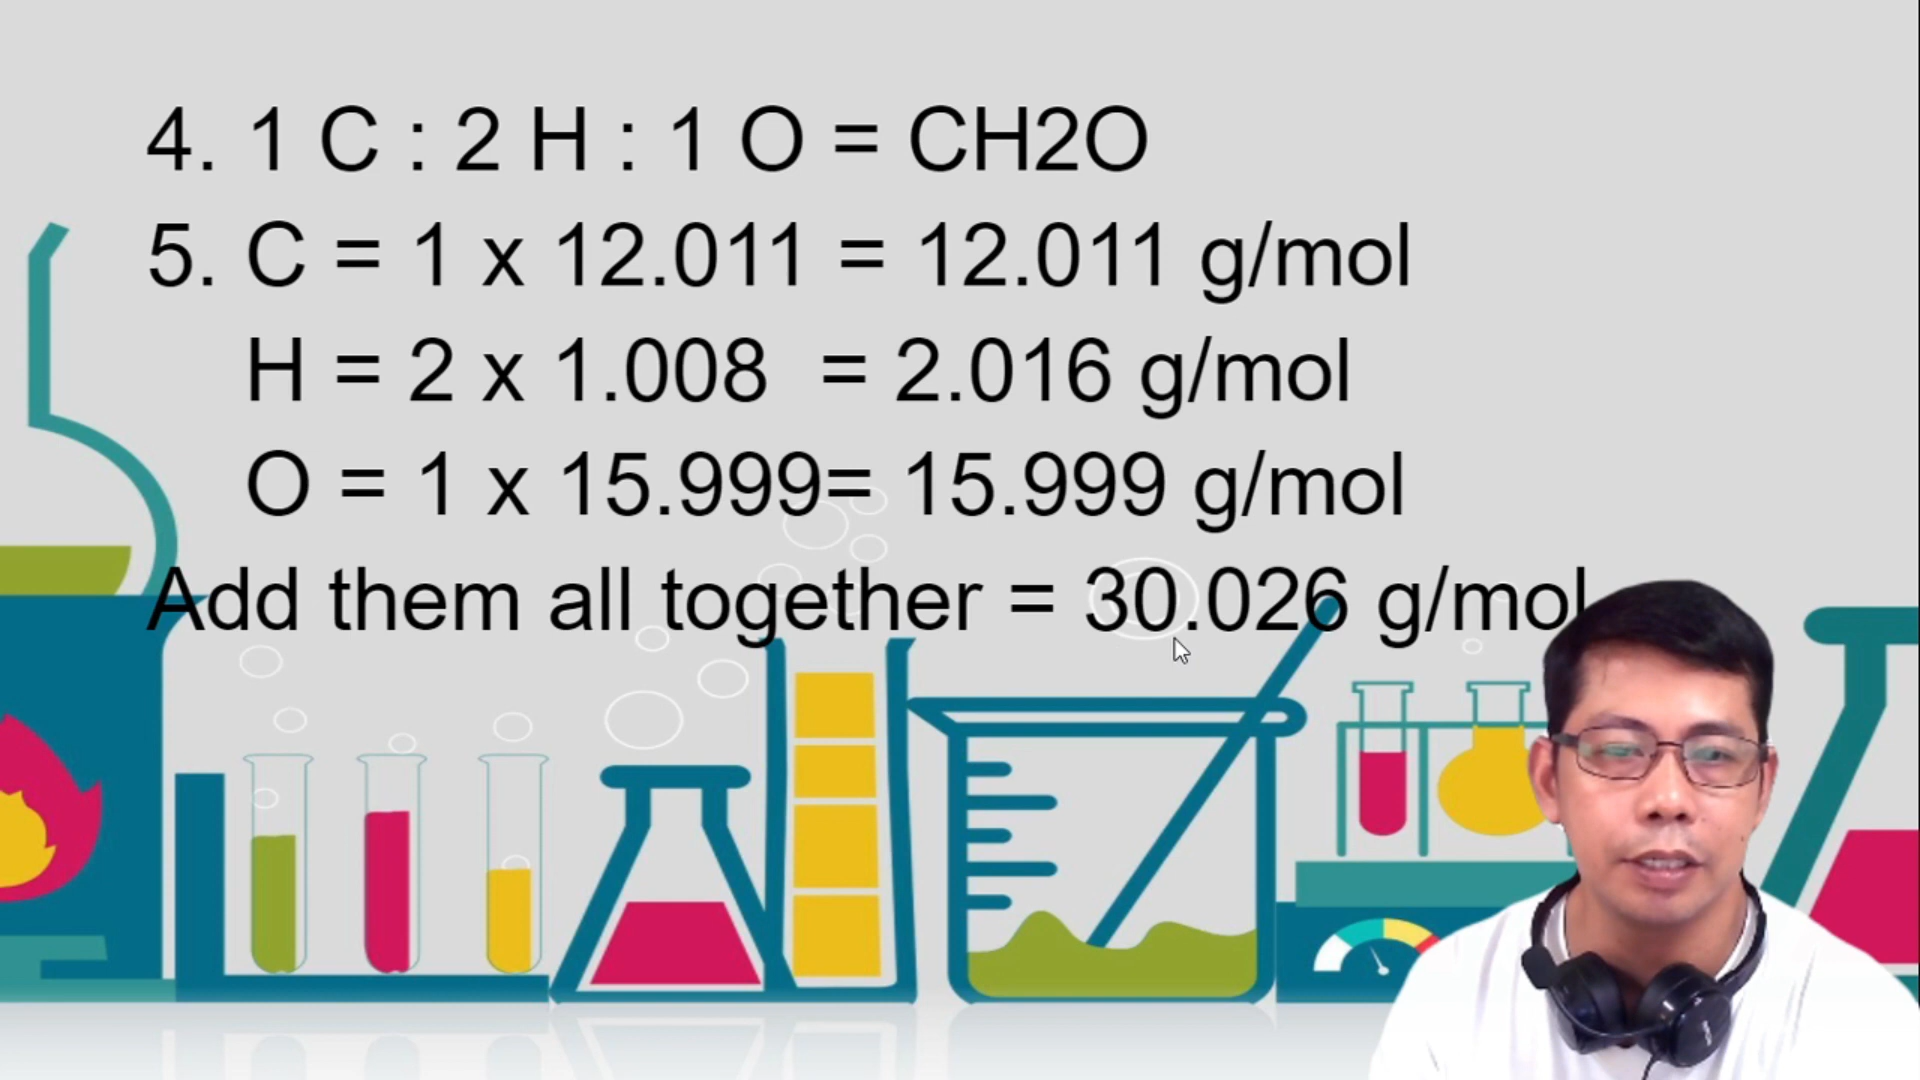 4. 1 C : 2 H : 1 O = CH2O
5. C = 1 x 12.011 = 12.011 g/mol
H = 2 x 1.008 = 2.016 g/mol
O = 1 x 15.999= 15.999 g/mol
Add them all together = 30.026 g/mol